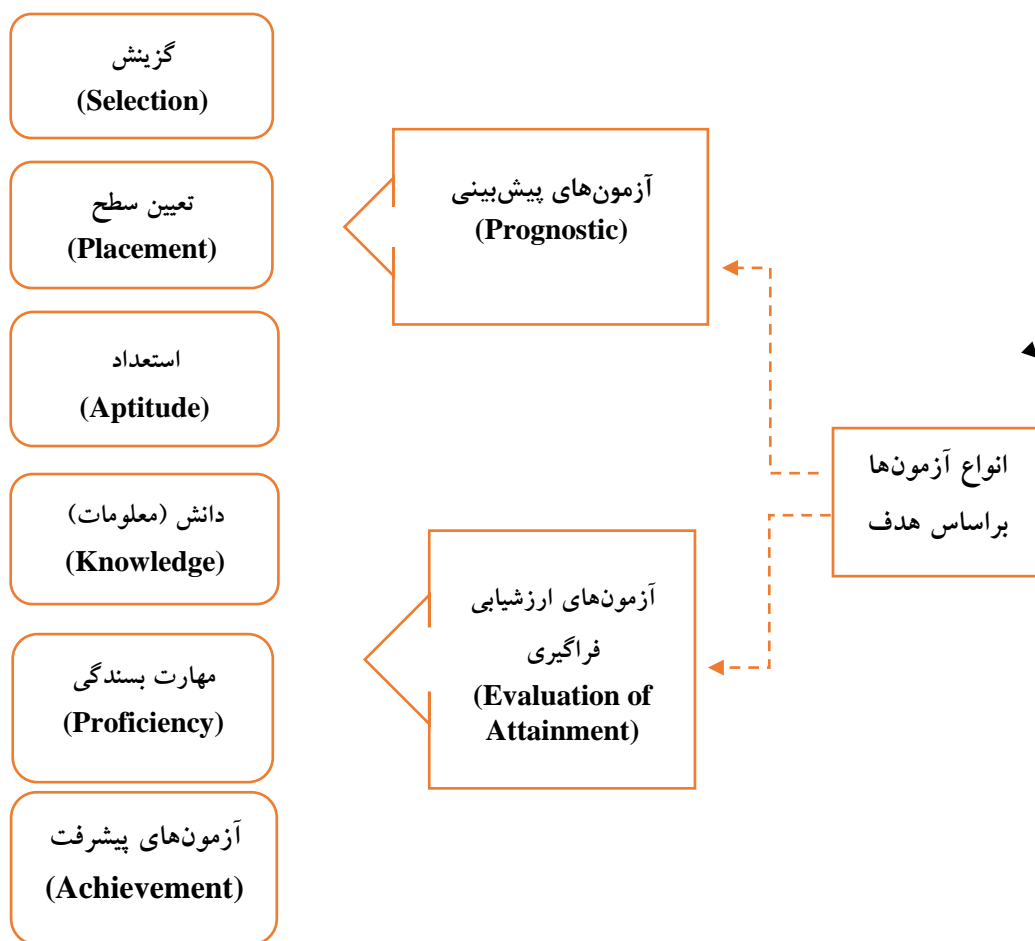 انواع آزمون‌ها
براساس هدف
آزمون‌های پیش‌بینی
(Prognostic)
گزینش
(Selection)
تعیین سطح
(Placement)
استعداد
(Aptitude)
آزمون‌های ارزشیابی
فراگیری
(Evaluation of
Attainment)
دانش (معلومات)
(Knowledge)
مهارت بسندگی
(Proficiency)
آزمون‌های پیشرفت
(Achievement)